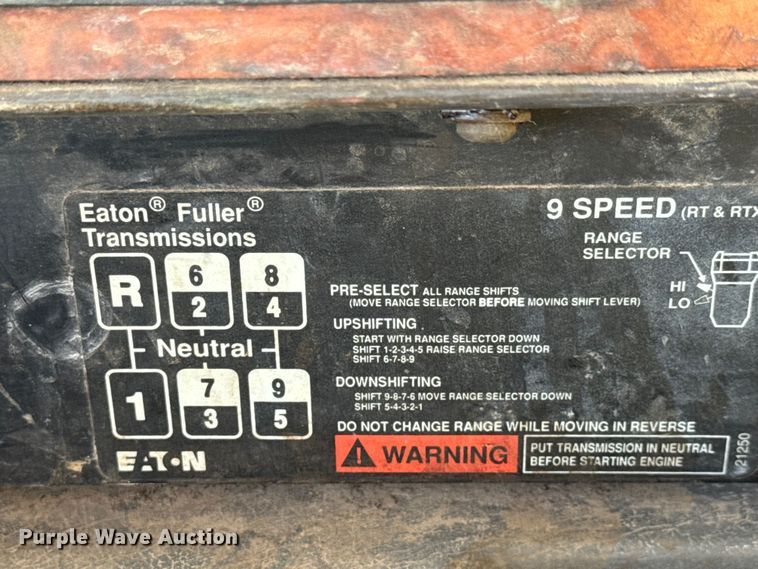 Eaton® Fuller®
Transmissions
9 SPEED (RT & RTX
RANGE
SELECTOR
HI
LO
R
6
2
8
4
Neutral
1
7
3
9
5
PRE-SELECT ALL RANGE SHIFTS
(MOVE RANGE SELECTOR BEFORE MOVING SHIFT LEVER)
UPSHIFTING
START WITH RANGE SELECTOR DOWN
SHIFT 1-2-3-4-5 RAISE RANGE SELECTOR
SHIFT 6-7-8-9
DOWNSHIFTING
SHIFT 9-8-7-6 MOVE RANGE SELECTOR DOWN
SHIFT 5-4-3-2-1
DO NOT CHANGE RANGE WHILE MOVING IN REVERSE
EATON
! WARNING
PUT TRANSMISSION IN NEUTRAL
BEFORE STARTING ENGINE
21250
Purple Wave Auction